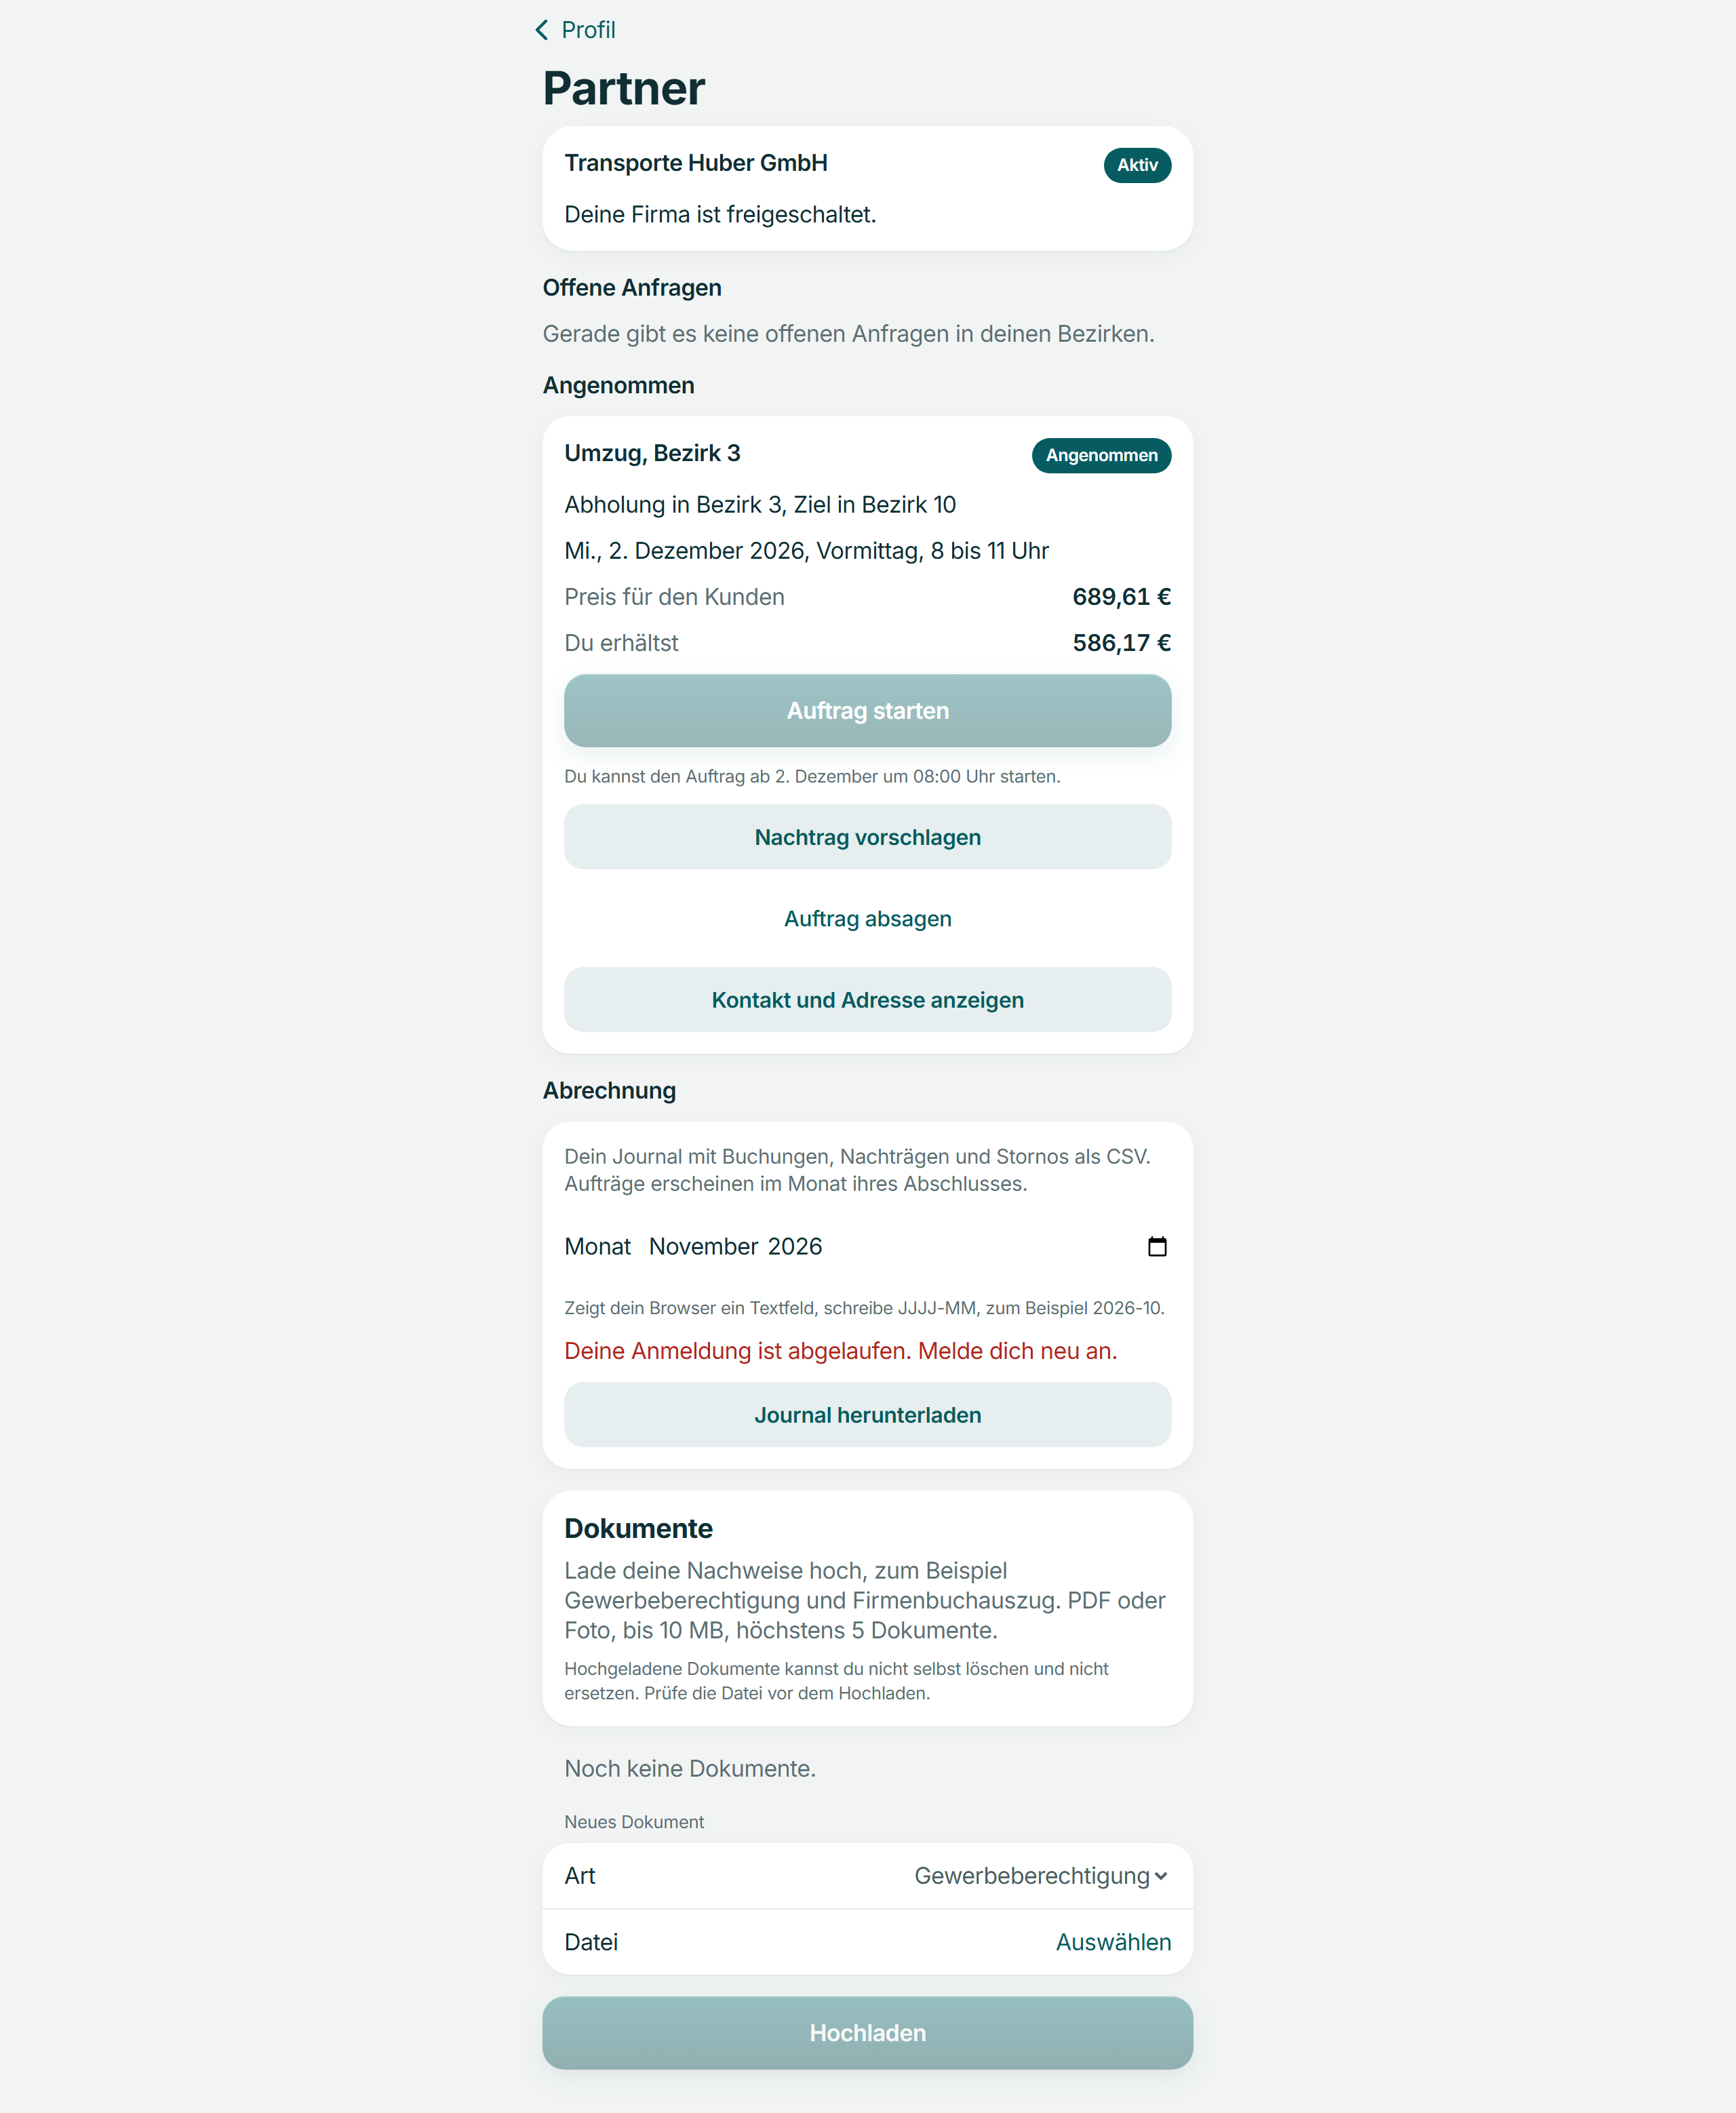 Profil
Partner
Transporte Huber GmbH
Aktiv
Deine Firma ist freigeschaltet.
Offene Anfragen
Gerade gibt es keine offenen Anfragen in deinen Bezirken.
Angenommen
Umzug, Bezirk 3
Angenommen
Abholung in Bezirk 3, Ziel in Bezirk 10
Mi., 2. Dezember 2026, Vormittag, 8 bis 11 Uhr
Preis für den Kunden 689,61 €
Du erhältst 586,17 €
Auftrag starten
Du kannst den Auftrag ab 2. Dezember um 08:00 Uhr starten.
Nachtrag vorschlagen
Auftrag absagen
Kontakt und Adresse anzeigen
Abrechnung
Dein Journal mit Buchungen, Nachträgen und Stornos als CSV.
Aufträge erscheinen im Monat ihres Abschlusses.
Monat November 2026
Zeigt dein Browser ein Textfeld, schreibe JJJJ-MM, zum Beispiel 2026-10.
Deine Anmeldung ist abgelaufen. Melde dich neu an.
Journal herunterladen
Dokumente
Lade deine Nachweise hoch, zum Beispiel
Gewerbeberechtigung und Firmenbuchauszug. PDF oder
Foto, bis 10 MB, höchstens 5 Dokumente.
Hochgeladene Dokumente kannst du nicht selbst löschen und nicht
ersetzen. Prüfe die Datei vor dem Hochladen.
Noch keine Dokumente.
Neues Dokument
Art Gewerbeberechtigung
Datei Auswählen
Hochladen